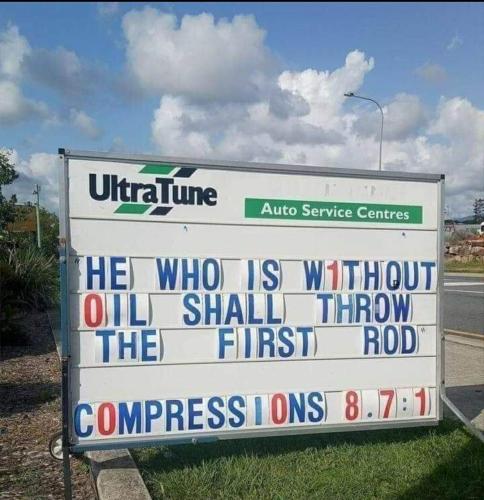 UltraTune
Auto Service Centres
"HE WHO IS W1THOUT
OIL SHALL THROW
THE FIRST ROD"
COMPRESSIONS 8.7:1